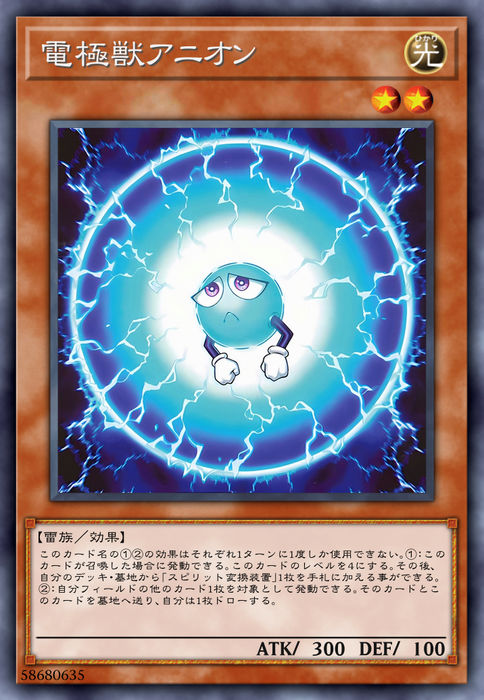 電極獣アニオン
ひかり
光
【雷族／効果】
このカード名の①②の効果はそれぞれ1ターンに1度しか使用できない。①：この
カードが召喚した場合に発動できる。このカードのレベルを4にする。その後、
自分のデッキ・墓地から「スピリット変換装置」1枚を手札に加える事ができる。
②：自分フィールドの他のカード1枚を対象として発動できる。そのカードとこ
のカードを墓地へ送り、自分は1枚ドローする。
ATK/ 300 DEF/ 100
58680635